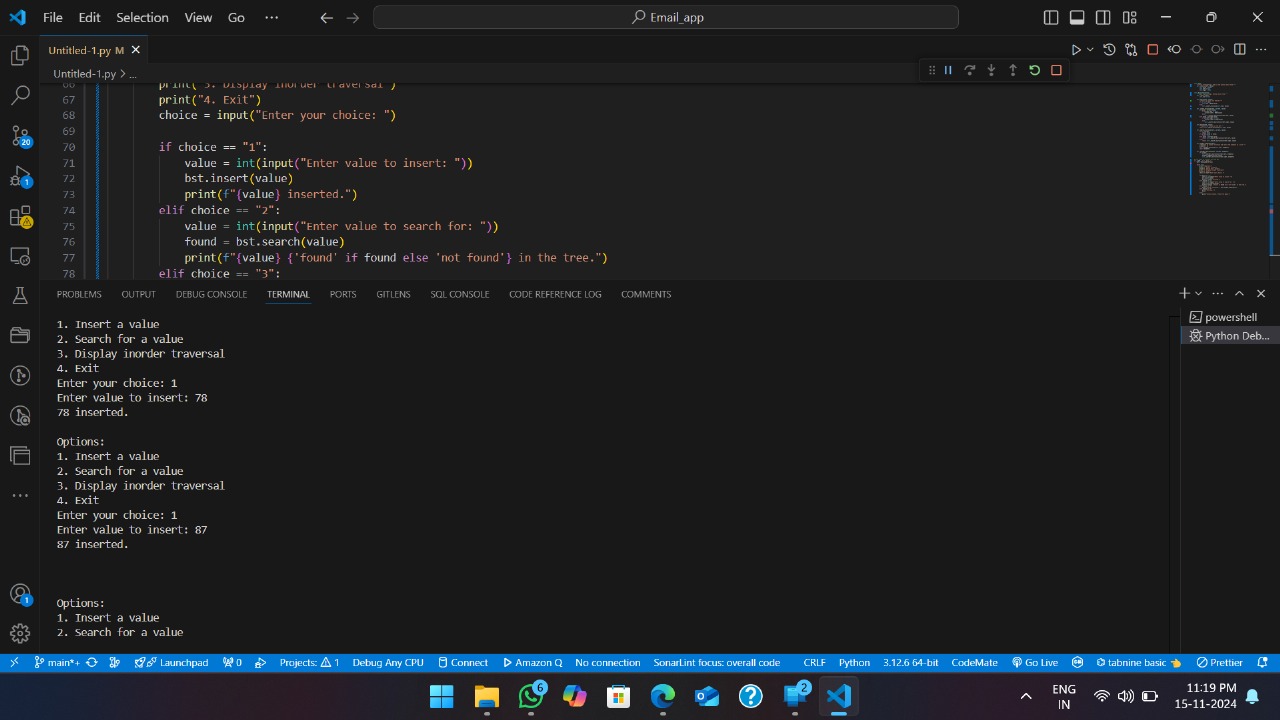 File Edit Selection View Go ··· Email_app
Untitled-1.py M
Untitled-1.py > ...
66 print("3. Display inorder traversal")
67 print("4. Exit")
68 choice = input("Enter your choice: ")
69
70 if choice == "1":
71 value = int(input("Enter value to insert: "))
72 bst.insert(value)
73 print(f"{value} inserted.")
74 elif choice == "2":
75 value = int(input("Enter value to search for: "))
76 found = bst.search(value)
77 print(f"{value} {'found' if found else 'not found'} in the tree.")
78 elif choice == "3":
PROBLEMS OUTPUT DEBUG CONSOLE TERMINAL PORTS GITLENS SQL CONSOLE CODE REFERENCE LOG COMMENTS
powershell
Python Deb...
1. Insert a value
2. Search for a value
3. Display inorder traversal
4. Exit
Enter your choice: 1
Enter value to insert: 78
78 inserted.
Options:
1. Insert a value
2. Search for a value
3. Display inorder traversal
4. Exit
Enter your choice: 1
Enter value to insert: 87
87 inserted.
Options:
1. Insert a value
2. Search for a value
20
1
1
main*+ Launchpad 0 Projects: 1 Debug Any CPU Connect Amazon Q No connection SonarLint focus: overall code CRLF Python 3.12.6 64-bit CodeMate Go Live tabnine basic Prettier
6
2
ENG
IN
11:19 PM
15-11-2024